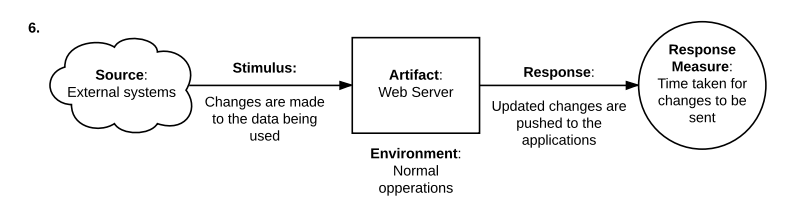 6.
Source:
External systems
Stimulus:
Changes are made
to the data being
used
Artifact:
Web Server
Environment:
Normal
opperations
Response:
Updated changes are
pushed to the
applications
Response
Measure:
Time taken for
changes to be
sent